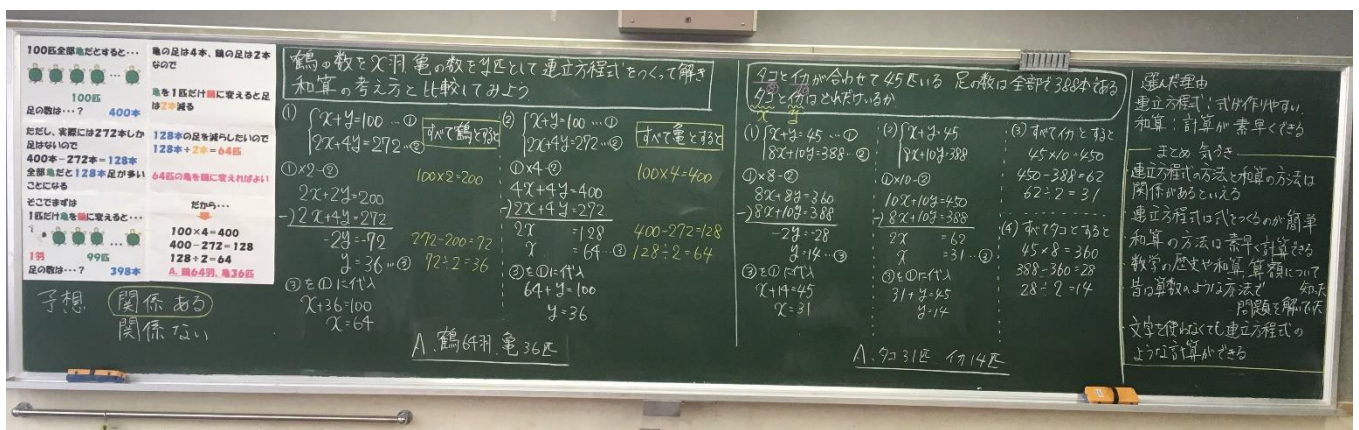 100匹全部亀だとすると・・・
100匹
足の数は・・・？ 400本
ただし、実際には272本しか
足はないので
400本－272本＝128本
全部亀だと128本足が多い
ことになる
そこでまずは
1匹だけ亀を鶴に変えると・・・
1羽 99匹
足の数は・・・？ 398本
亀の足は4本、鶴の足は2本
なので
亀を1匹だけ鶴に変えると足
は2本減る
128本の足を減らしたいので
128本÷2本＝64匹
64匹の亀を鶴に変えればよい
だから・・・
100×4＝400
400－272＝128
128÷2＝64
A. 鶴64羽、亀36匹
予想 関係ある
関係ない
鶴の数をx羽 亀の数をy匹として連立方程式をつくって解き
和算の考え方と比較してみよう
(1)
x+y=100 …①
2x+4y=272 …②
①×2-②
2x+2y=200
-)2x+4y=272
-2y=-72
y=36 …③
③を①に代入
x+36=100
x=64
すべて鶴とすると
100×2=200
272-200=72
72÷2=36
(2)
x+y=100 …①
2x+4y=272 …②
①×4-②
4x+4y=400
-)2x+4y=272
2x =128
x =64 …③
③を①に代入
64+y=100
y=36
すべて亀とすると
100×4=400
400-272=128
128÷2=64
A. 鶴64羽、亀36匹
タコとイカが合わせて45匹いる 足の数は全部で388本である
タコとイカはどれだけいるか
x y
(1)
x+y=45 …①
8x+10y=388 …②
①×8-②
8x+8y=360
-)8x+10y=388
-2y=-28
y=14 …③
③を①に代入
x+14=45
x=31
(2)
x+y=45
8x+10y=388
①×10-②
10x+10y=450
-)8x+10y=388
2x =62
x =31 …③
③を①に代入
31+y=45
y=14
(3) すべてイカとすると
45×10=450
450-388=62
62÷2=31
(4) すべてタコとすると
45×8=360
388-360=28
28÷2=14
A. タコ31匹 イカ14匹
選んだ理由
連立方程式：式が作りやすい
和算：計算が素早くできる
まとめ 気づき
連立方程式の方法と和算の方法は
関係があるといえる
連立方程式は式をつくるのが簡単
和算の方法は素早く計算できる
数学の歴史や和算、算額について
知れた
昔は算数のような方法で
問題を解いてた
文字を使わなくても連立方程式の
ような計算ができる